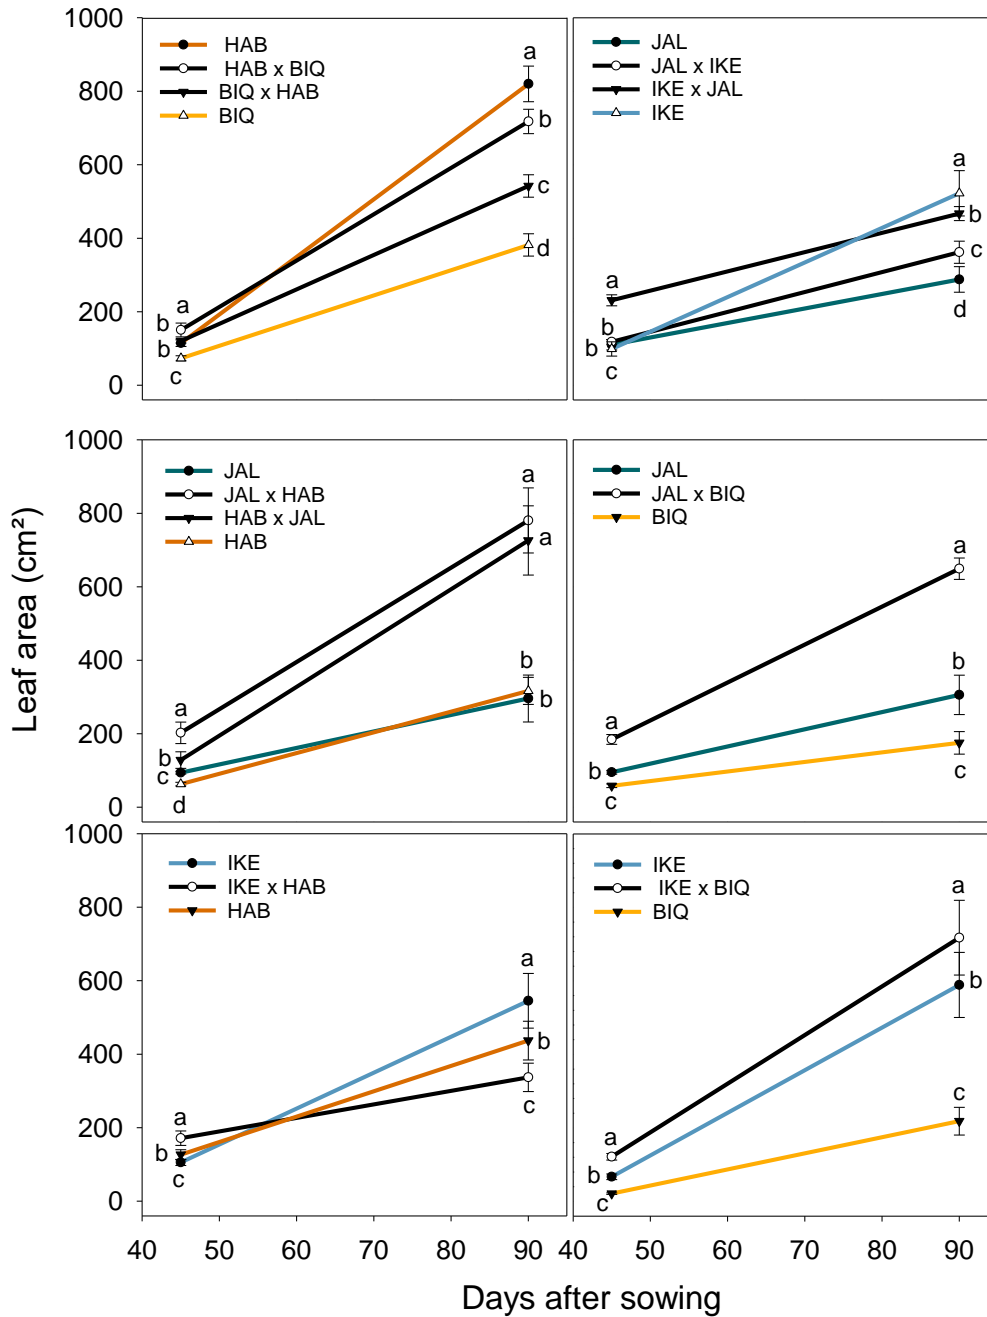 1000
800
600
400
200
0
HAB
HAB x BIQ
BIQ x HAB
BIQ
a
b
c
d
a
b
b
c
JAL
JAL x IKE
IKE x JAL
IKE
a
b
c
d
a
b
b
c
Leaf area (cm²)
1000
800
600
400
200
0
JAL
JAL x HAB
HAB x JAL
HAB
a
a
b
b
a
b
c
d
JAL
JAL x BIQ
BIQ
a
b
c
a
b
c
1000
800
600
400
200
0
IKE
IKE x HAB
HAB
a
b
c
a
b
c
IKE
IKE x BIQ
BIQ
a
b
c
a
b
c
40 50 60 70 80 90 40 50 60 70 80 90
Days after sowing